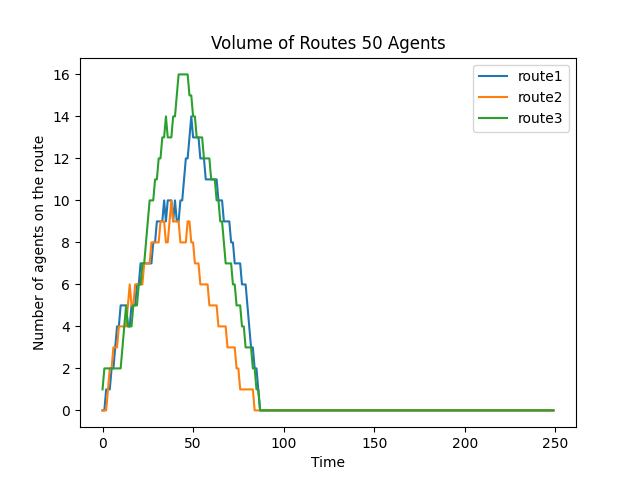 Volume of Routes 50 Agents
route1
route2
route3
Number of agents on the route
16
14
12
10
8
6
4
2
0
0
50
100
150
200
250
Time